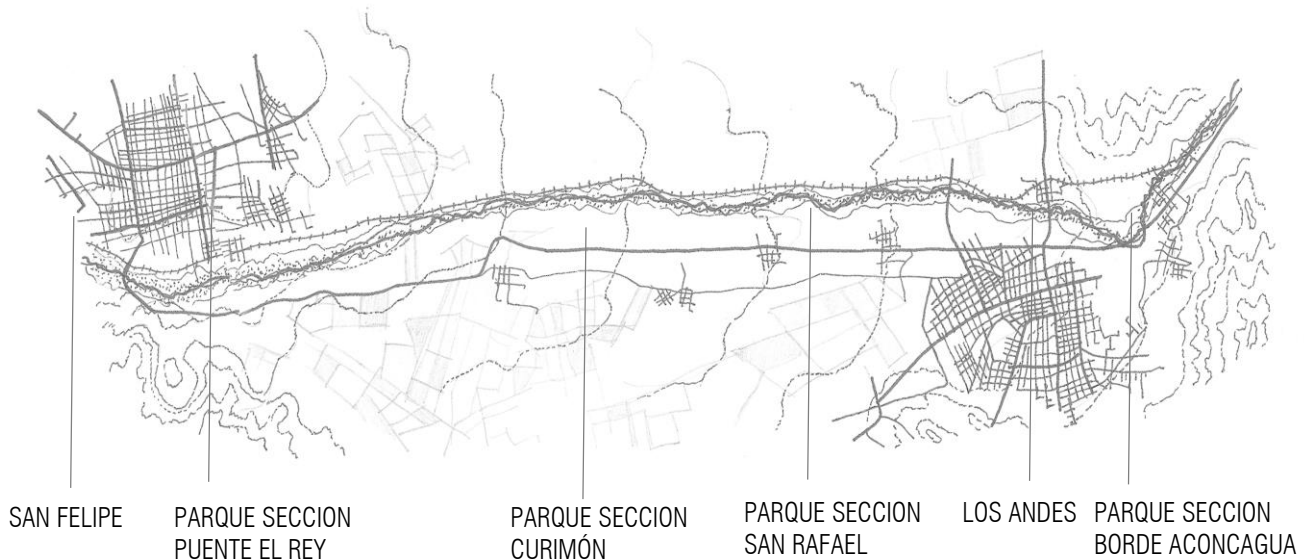 SAN FELIPE
PARQUE SECCION
PUENTE EL REY
PARQUE SECCION
CURIMÓN
PARQUE SECCION
SAN RAFAEL
LOS ANDES
PARQUE SECCION
BORDE ACONCAGUA